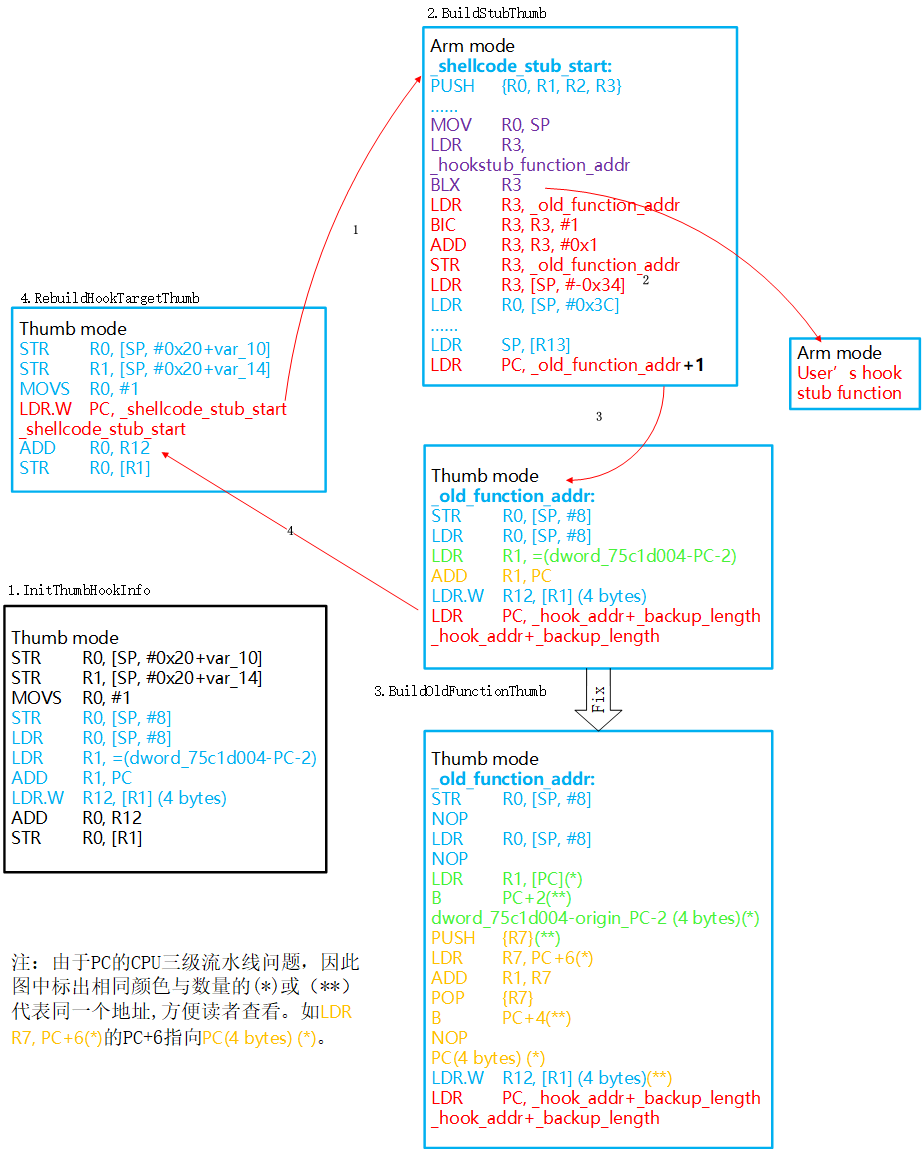 2.BuildStubThumb
Arm mode
_shellcode_stub_start:
PUSH {R0, R1, R2, R3}
......
MOV R0, SP
LDR R3,
_hookstub_function_addr
BLX R3
LDR R3, _old_function_addr
BIC R3, R3, #1
ADD R3, R3, #0x1
STR R3, _old_function_addr
LDR R3, [SP, #-0x34]
LDR R0, [SP, #0x3C]
......
LDR SP, [R13]
LDR PC, _old_function_addr+1
1
2
4.RebuildHookTargetThumb
Thumb mode
STR R0, [SP, #0x20+var_10]
STR R1, [SP, #0x20+var_14]
MOVS R0, #1
LDR.W PC, _shellcode_stub_start
_shellcode_stub_start
ADD R0, R12
STR R0, [R1]
Arm mode
User's hook
stub function
3
Thumb mode
_old_function_addr:
STR R0, [SP, #8]
LDR R0, [SP, #8]
LDR R1, =(dword_75c1d004-PC-2)
ADD R1, PC
LDR.W R12, [R1] (4 bytes)
LDR PC, _hook_addr+_backup_length
_hook_addr+_backup_length
4
1.InitThumbHookInfo
Thumb mode
STR R0, [SP, #0x20+var_10]
STR R1, [SP, #0x20+var_14]
MOVS R0, #1
STR R0, [SP, #8]
LDR R0, [SP, #8]
LDR R1, =(dword_75c1d004-PC-2)
ADD R1, PC
LDR.W R12, [R1] (4 bytes)
ADD R0, R12
STR R0, [R1]
3.BuildOldFunctionThumb
Fix
Thumb mode
_old_function_addr:
STR R0, [SP, #8]
NOP
LDR R0, [SP, #8]
NOP
LDR R1, [PC](*)
B PC+2(**)
dword_75c1d004-origin_PC-2 (4 bytes)(*)
PUSH {R7}(**)
LDR R7, PC+6(*)
ADD R1, R7
POP {R7}
B PC+4(**)
NOP
PC(4 bytes) (*)
LDR.W R12, [R1] (4 bytes)(**)
LDR PC, _hook_addr+_backup_length
_hook_addr+_backup_length
注：由于PC的CPU三级流水线问题，因此
图中标出相同颜色与数量的(*)或（**）
代表同一个地址,方便读者查看。如LDR
R7, PC+6(*)的PC+6指向PC(4 bytes) (*)。